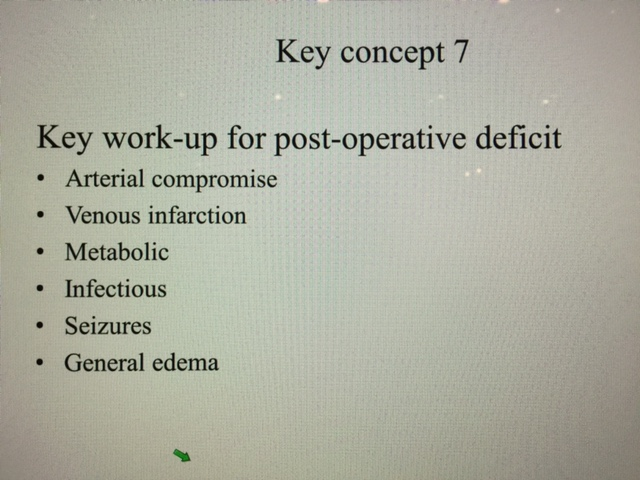 Key concept 7
Key work-up for post-operative deficit
• Arterial compromise
• Venous infarction
• Metabolic
• Infectious
• Seizures
• General edema